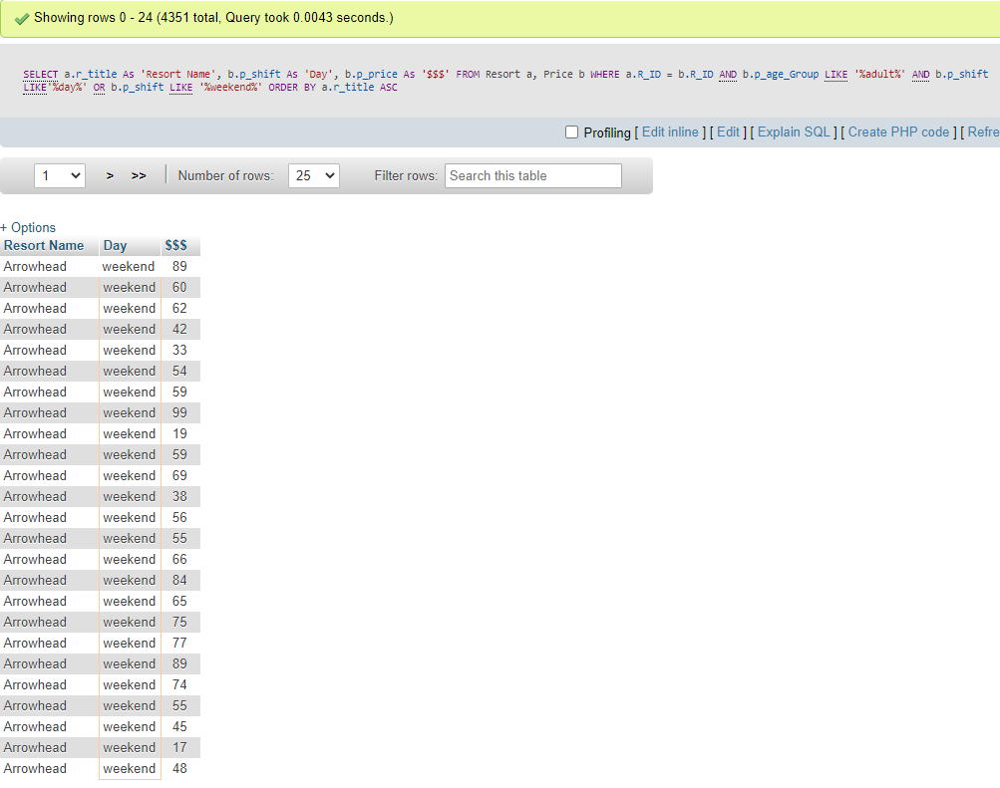 Showing rows 0 - 24 (4351 total, Query took 0.0043 seconds.)
SELECT a.r_title As 'Resort Name', b.p_shift As 'Day', b.p_price As '$$$' FROM Resort a, Price b WHERE a.R_ID = b.R_ID AND b.p_age_Group LIKE '%adult%' AND b.p_shift
LIKE'%day%' OR b.p_shift LIKE '%weekend%' ORDER BY a.r_title ASC
Profiling [ Edit inline ] [ Edit ] [ Explain SQL ] [ Create PHP code ] [ Refre
1 > >> Number of rows: 25 Filter rows: Search this table
+ Options
Resort Name Day $$$
Arrowhead weekend 89
Arrowhead weekend 60
Arrowhead weekend 62
Arrowhead weekend 42
Arrowhead weekend 33
Arrowhead weekend 54
Arrowhead weekend 59
Arrowhead weekend 99
Arrowhead weekend 19
Arrowhead weekend 59
Arrowhead weekend 69
Arrowhead weekend 38
Arrowhead weekend 56
Arrowhead weekend 55
Arrowhead weekend 66
Arrowhead weekend 84
Arrowhead weekend 65
Arrowhead weekend 75
Arrowhead weekend 77
Arrowhead weekend 89
Arrowhead weekend 74
Arrowhead weekend 55
Arrowhead weekend 45
Arrowhead weekend 17
Arrowhead weekend 48